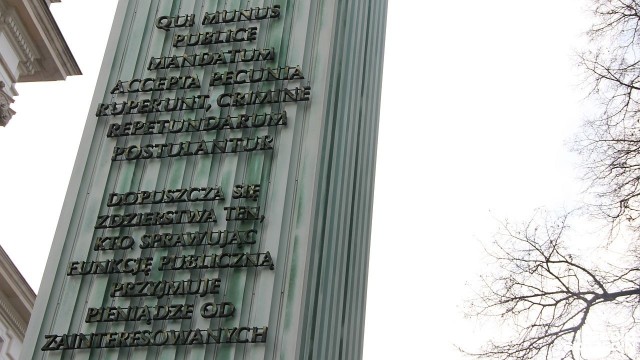 QUI MUNUS
PUBLICE
MANDATUM
ACCEPTA PECUNIA
RUPERUNT, CRIMINE
REPETUNDARUM
POSTULANTUR
DOPUSZCZA SIĘ
ZDZIERSTWA TEN,
KTO SPRAWUJĄC
FUNKCJĘ PUBLICZNĄ
PRZYJMUJE
PIENIĄDZE OD
ZAINTERESOWANYCH